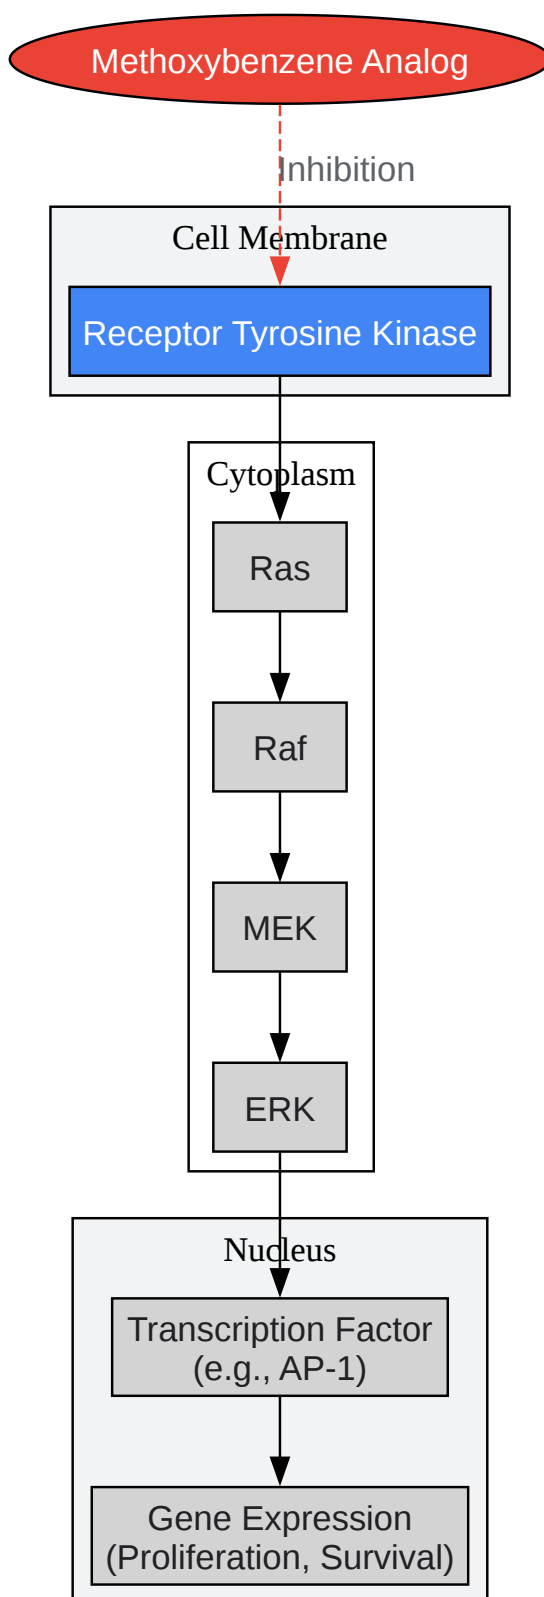 Methoxybenzene Analog
Inhibition
Cell Membrane
Receptor Tyrosine Kinase
Cytoplasm
Ras
Raf
MEK
ERK
Nucleus
Transcription Factor
(e.g., AP-1)
Gene Expression
(Proliferation, Survival)